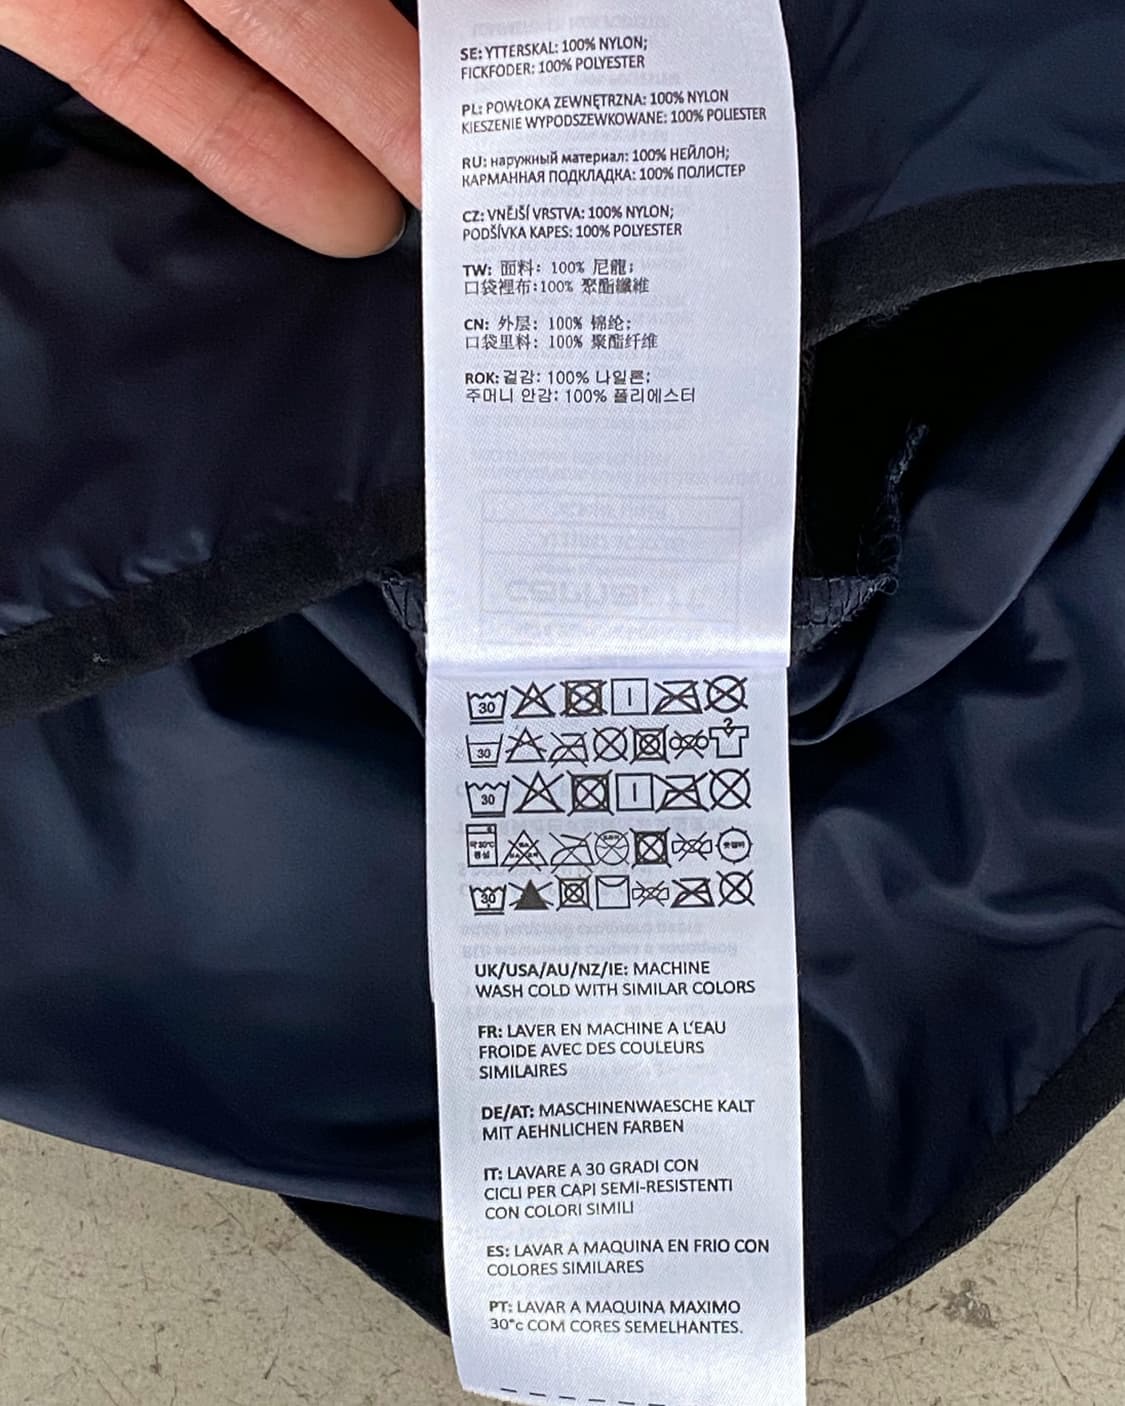 SE: YTTERSKAL: 100% NYLON;
FICKFODER: 100% POLYESTER
PL: POWŁOKA ZEWNĘTRZNA: 100% NYLON
KIESZENIE WYPODSZEWKOWANE: 100% POLIESTER
RU: наружный материал: 100% НЕЙЛОН;
КАРМАННАЯ ПОДКЛАДКА: 100% ПОЛИСТЕР
CZ: VNĚJŠÍ VRSTVA: 100% NYLON;
PODŠÍVKA KAPES: 100% POLYESTER
TW: 面料: 100% 尼龍;
口袋裡布:100% 聚酯纖維
CN: 外层: 100% 锦纶;
口袋里料: 100% 聚酯纤维
ROK: 겉감: 100% 나일론;
주머니 안감: 100% 폴리에스터
30
30
30
약 30℃
중성
30
UK/USA/AU/NZ/IE: MACHINE
WASH COLD WITH SIMILAR COLORS
FR: LAVER EN MACHINE A L'EAU
FROIDE AVEC DES COULEURS
SIMILAIRES
DE/AT: MASCHINENWAESCHE KALT
MIT AEHNLICHEN FARBEN
IT: LAVARE A 30 GRADI CON
CICLI PER CAPI SEMI-RESISTENTI
CON COLORI SIMILI
ES: LAVAR A MAQUINA EN FRIO CON
COLORES SIMILARES
PT: LAVAR A MAQUINA MAXIMO
30°c COM CORES SEMELHANTES.